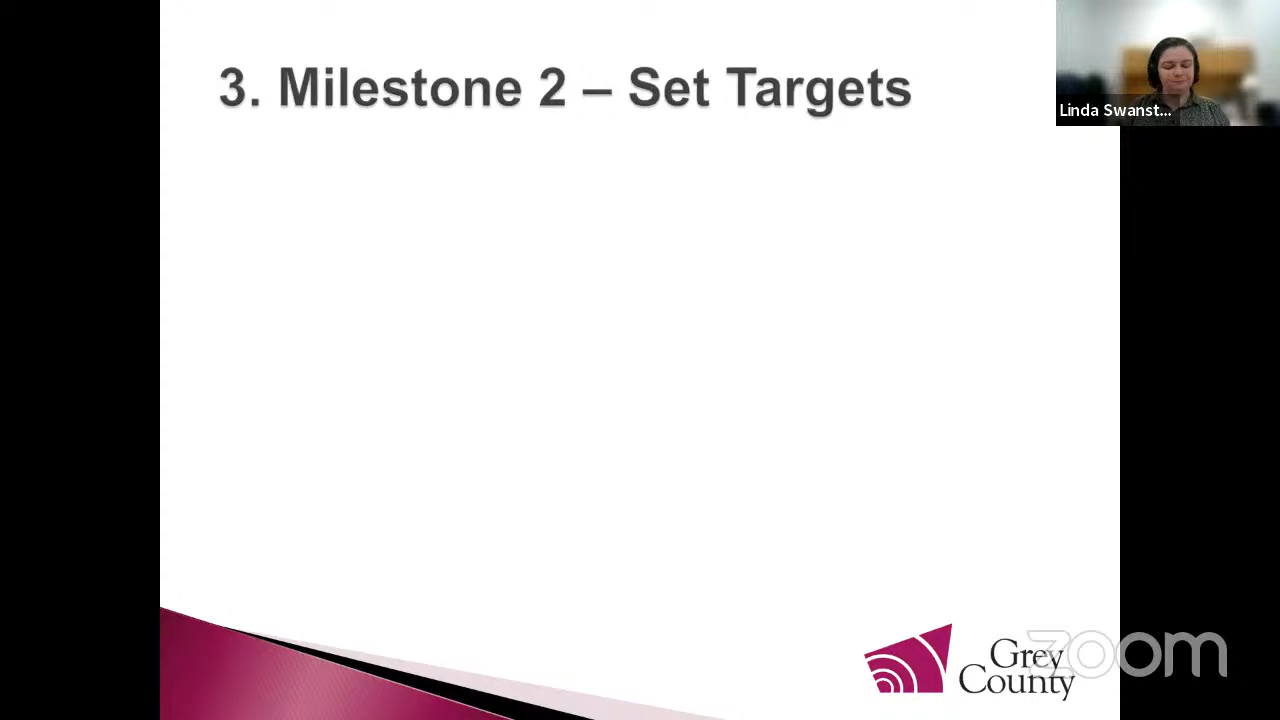 3. Milestone 2 – Set Targets
Linda Swanst...
Grey
County
zoom